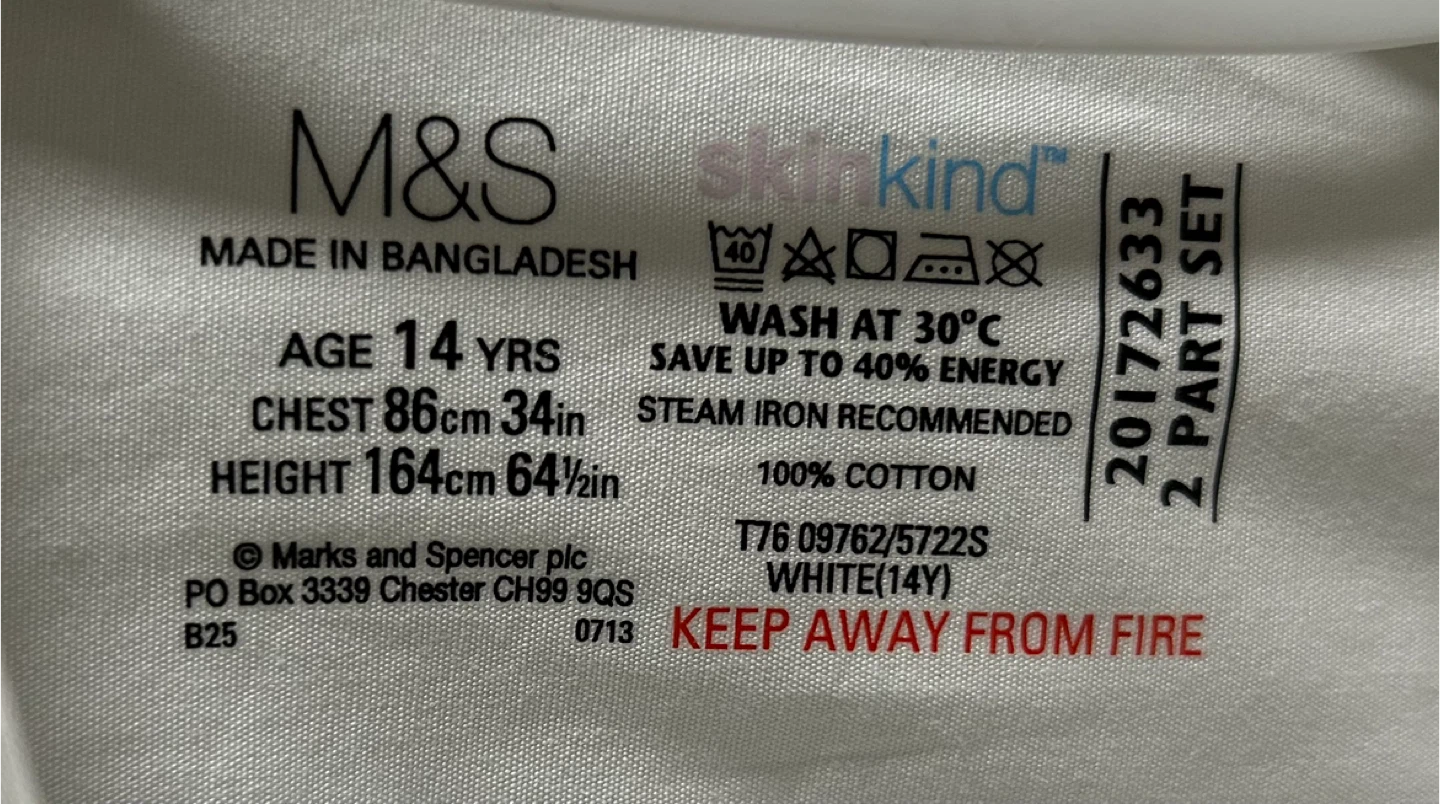 M&S
MADE IN BANGLADESH
AGE 14 YRS
CHEST 86cm 34in
HEIGHT 164cm 64½in
© Marks and Spencer plc
PO Box 3339 Chester CH99 9QS
B25 0713
skinkind™
40
WASH AT 30ºC
SAVE UP TO 40% ENERGY
STEAM IRON RECOMMENDED
100% COTTON
T76 09762/5722S
WHITE(14Y)
KEEP AWAY FROM FIRE
20172633
2 PART SET